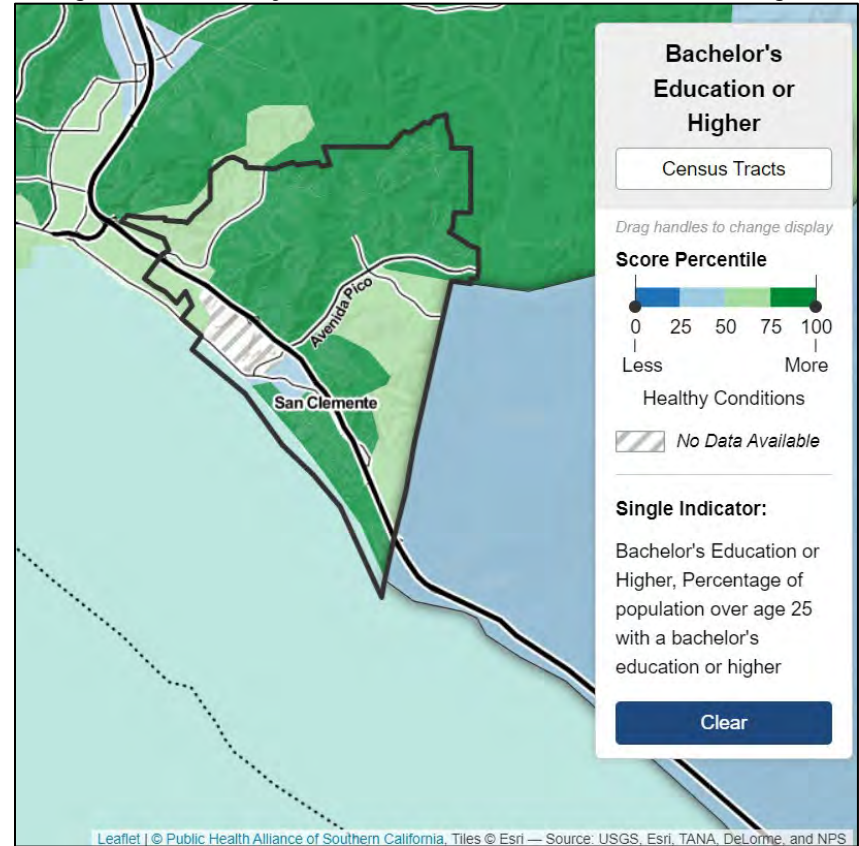 Bachelor's
Education or
Higher
Census Tracts
Drag handles to change display
Score Percentile
0 25 50 75 100
Less More
Healthy Conditions
No Data Available
Single Indicator:
Bachelor's Education or
Higher, Percentage of
population over age 25
with a bachelor's
education or higher
Clear
Avenida Pico
San Clemente
Leaflet | © Public Health Alliance of Southern California, Tiles © Esri — Source: USGS, Esri, TANA, DeLorme, and NPS